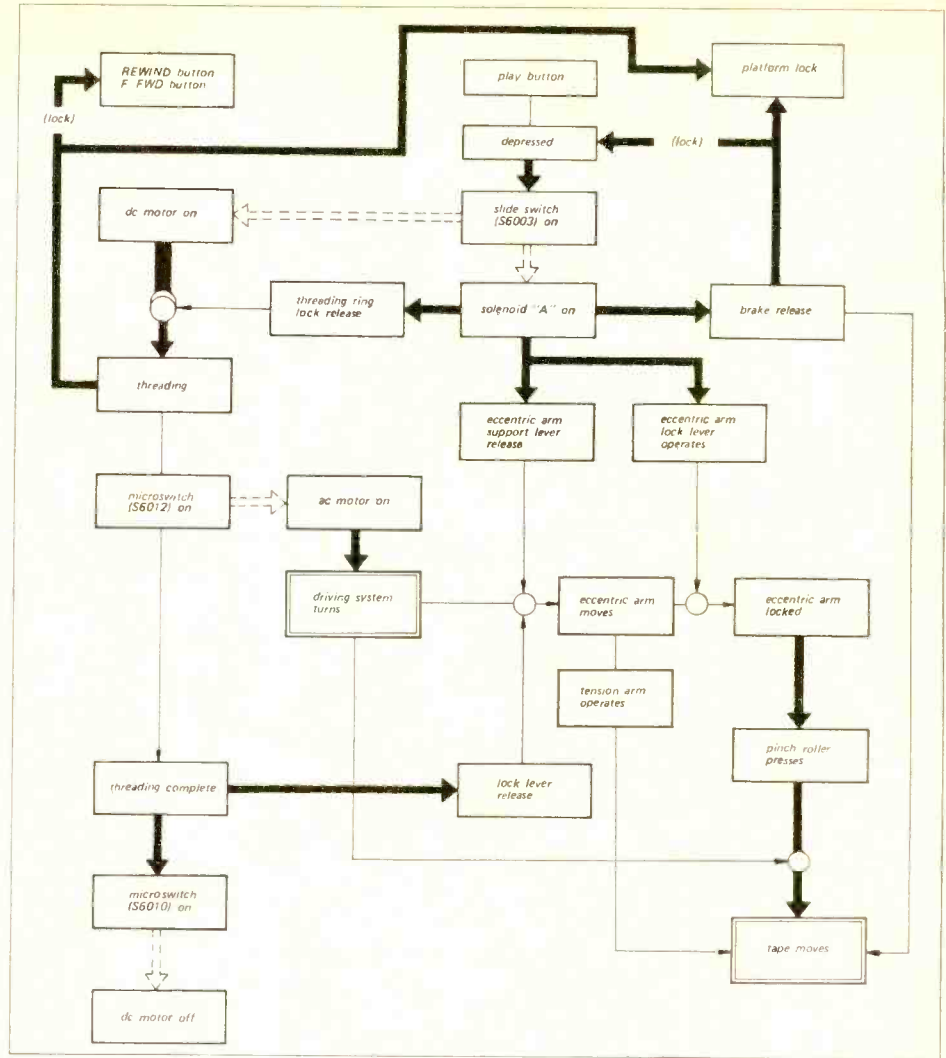 REWIND button
F FWD button
play button
platform lock
(lock)
depressed
(lock)
dc motor on
slide switch
(S6003) on
threading ring
lock release
solenoid "A" on
brake release
threading
eccentric arm
support lever
release
eccentric arm
lock lever
operates
microswitch
(S6012) on
ac motor on
driving system
turns
eccentric arm
moves
eccentric arm
locked
tension arm
operates
pinch roller
presses
threading complete
lock lever
release
microswitch
(S6010) on
tape moves
dc motor off